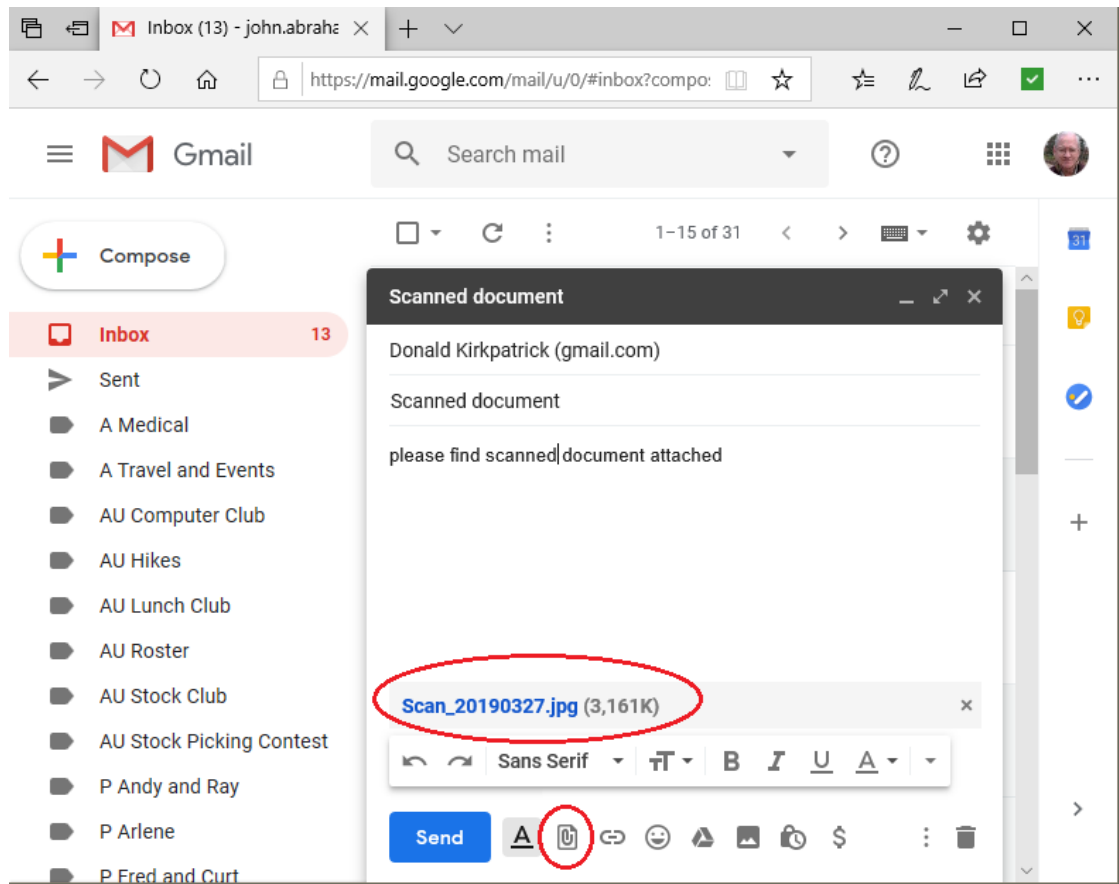 Inbox (13) - john.abraha
https://mail.google.com/mail/u/0/#inbox?compo:
Gmail
Search mail
Compose
1–15 of 31
31
Inbox 13
Sent
A Medical
A Travel and Events
AU Computer Club
AU Hikes
AU Lunch Club
AU Roster
AU Stock Club
AU Stock Picking Contest
P Andy and Ray
P Arlene
P Fred and Curt
Scanned document
Donald Kirkpatrick (gmail.com)
Scanned document
please find scanned document attached
Scan_20190327.jpg (3,161K)
Sans Serif
B I U A
Send A $